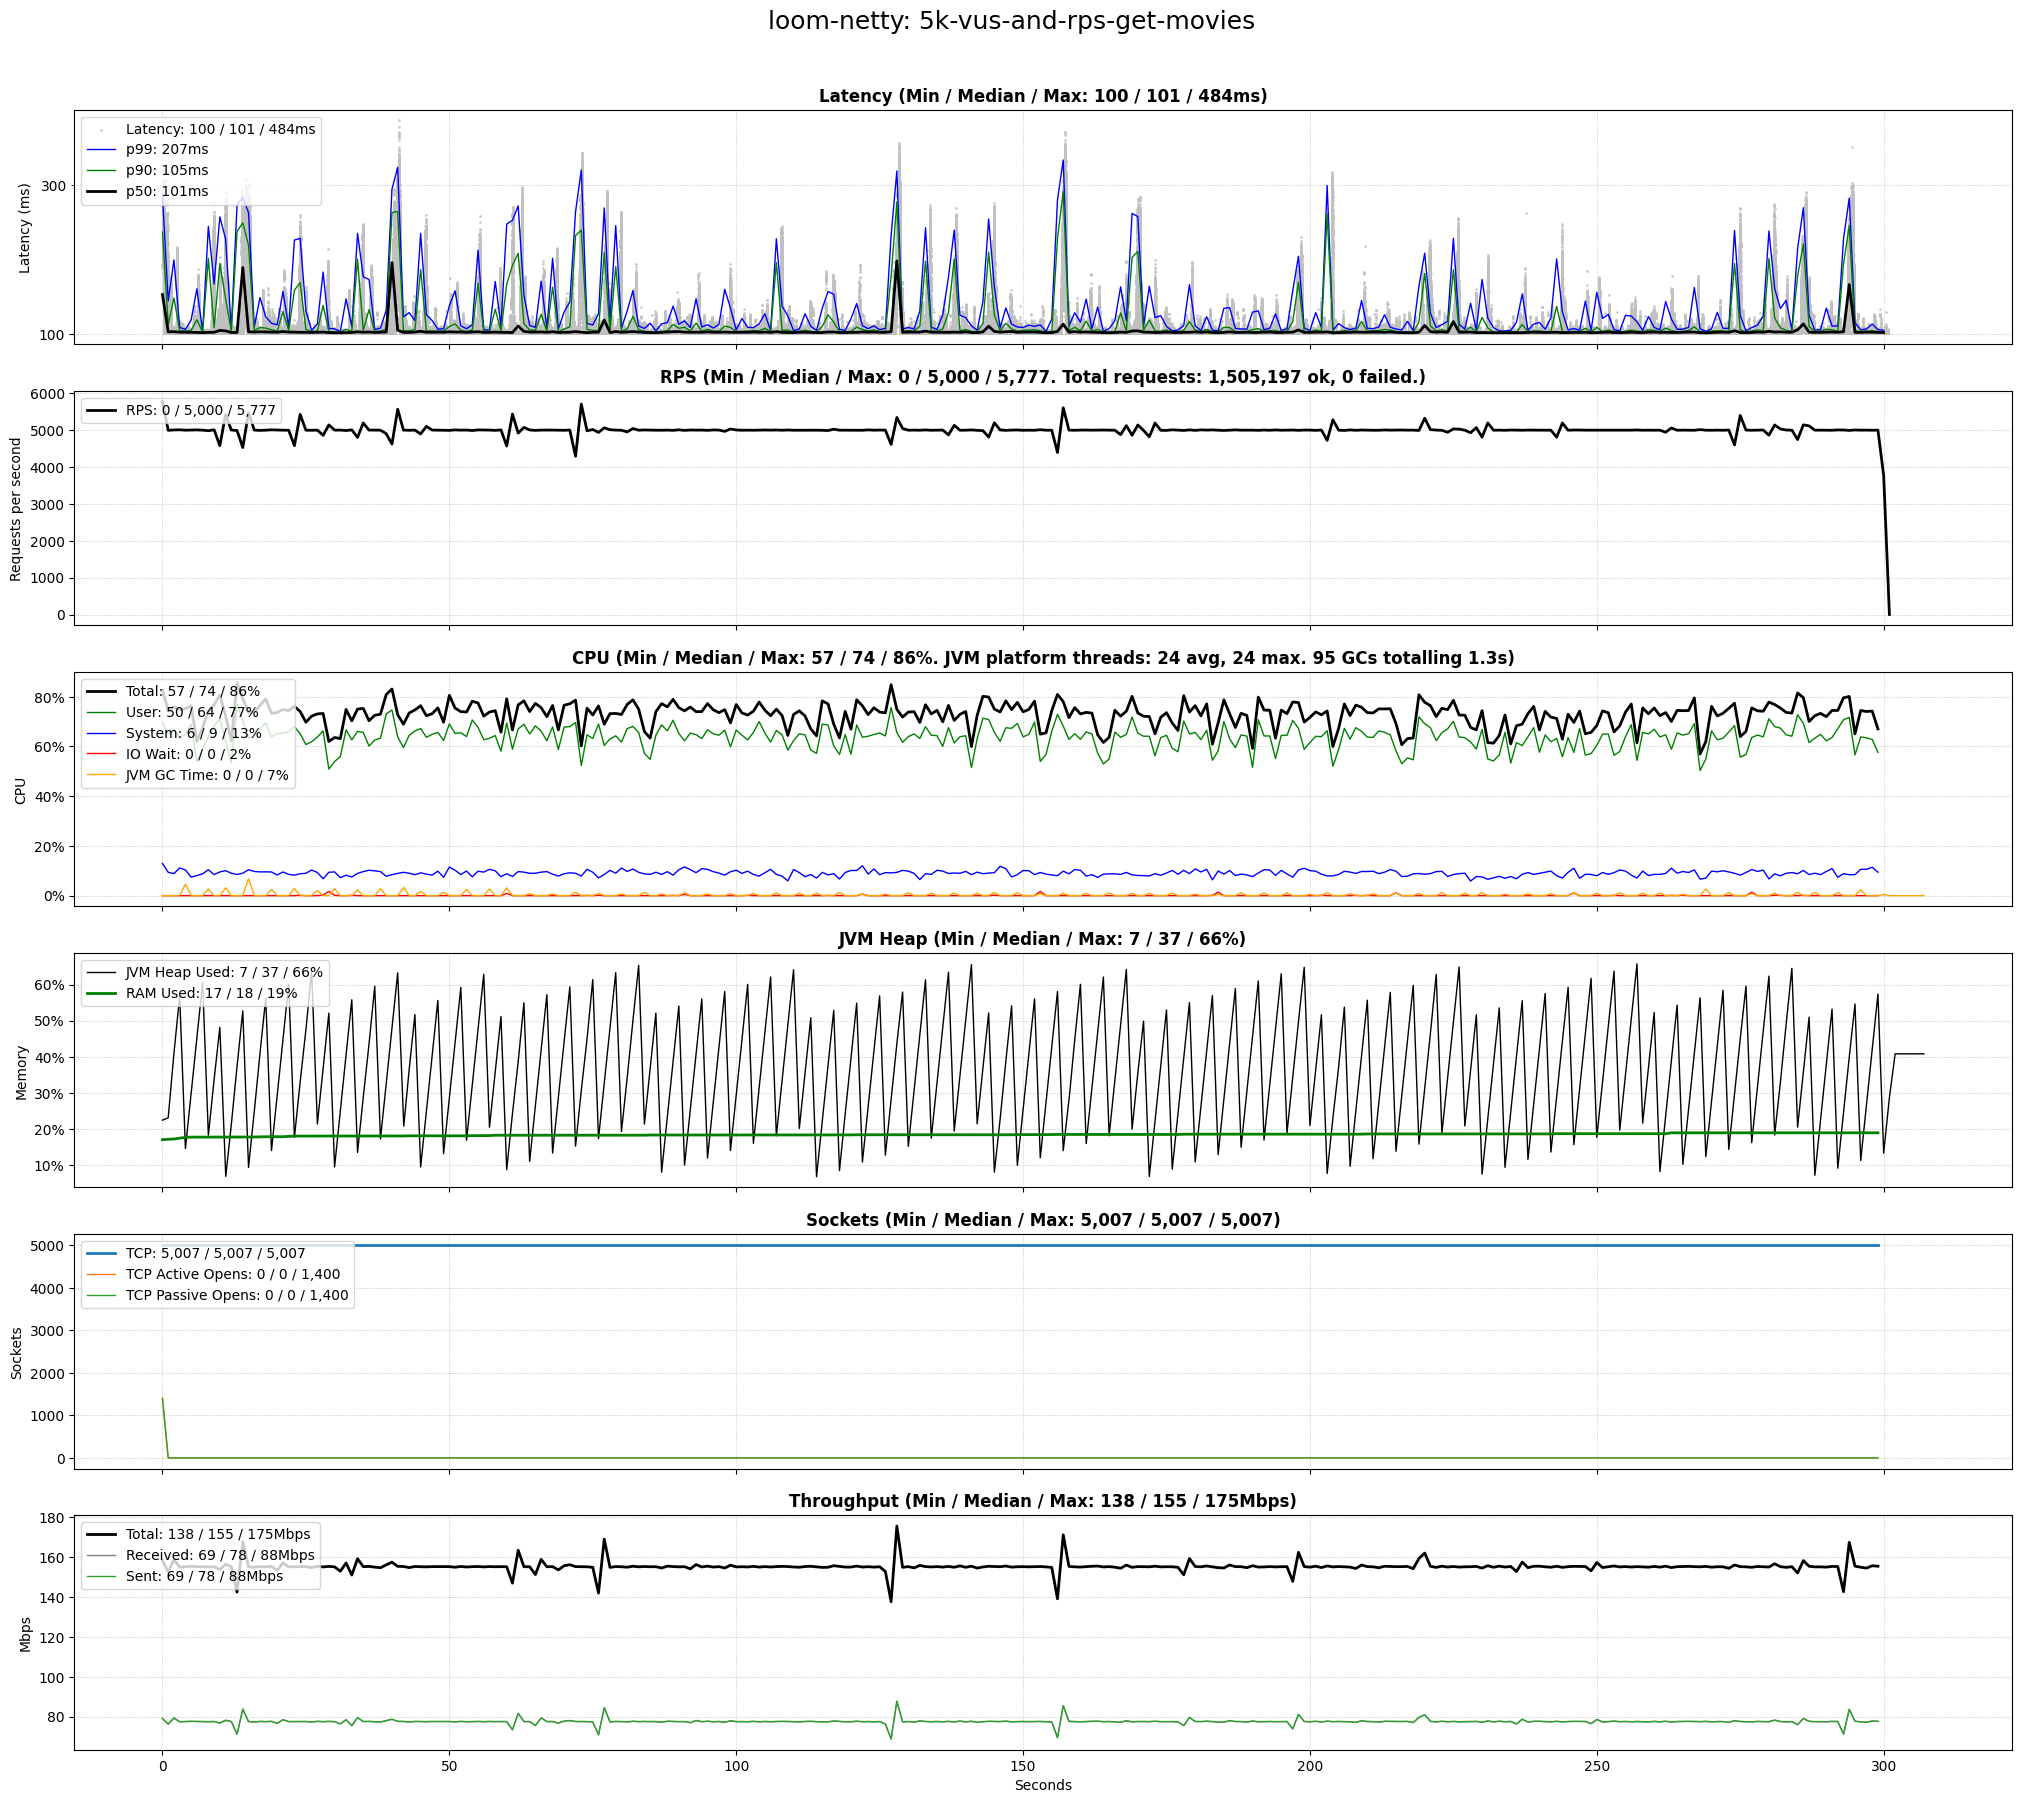 loom-netty: 5k-vus-and-rps-get-movies
Latency (Min / Median / Max: 100 / 101 / 484ms)
Latency: 100 / 101 / 484ms
p99: 207ms
p90: 105ms
p50: 101ms
300
100
Latency (ms)
RPS (Min / Median / Max: 0 / 5,000 / 5,777. Total requests: 1,505,197 ok, 0 failed.)
RPS: 0 / 5,000 / 5,777
6000
5000
4000
3000
2000
1000
0
Requests per second
CPU (Min / Median / Max: 57 / 74 / 86%. JVM platform threads: 24 avg, 24 max. 95 GCs totalling 1.3s)
Total: 57 / 74 / 86%
User: 50 / 64 / 77%
System: 6 / 9 / 13%
IO Wait: 0 / 0 / 2%
JVM GC Time: 0 / 0 / 7%
80%
60%
40%
20%
0%
CPU
JVM Heap (Min / Median / Max: 7 / 37 / 66%)
JVM Heap Used: 7 / 37 / 66%
RAM Used: 17 / 18 / 19%
60%
50%
40%
30%
20%
10%
Memory
Sockets (Min / Median / Max: 5,007 / 5,007 / 5,007)
TCP: 5,007 / 5,007 / 5,007
TCP Active Opens: 0 / 0 / 1,400
TCP Passive Opens: 0 / 0 / 1,400
5000
4000
3000
2000
1000
0
Sockets
Throughput (Min / Median / Max: 138 / 155 / 175Mbps)
Total: 138 / 155 / 175Mbps
Received: 69 / 78 / 88Mbps
Sent: 69 / 78 / 88Mbps
180
160
140
120
100
80
Mbps
0 50 100 150 200 250 300
Seconds